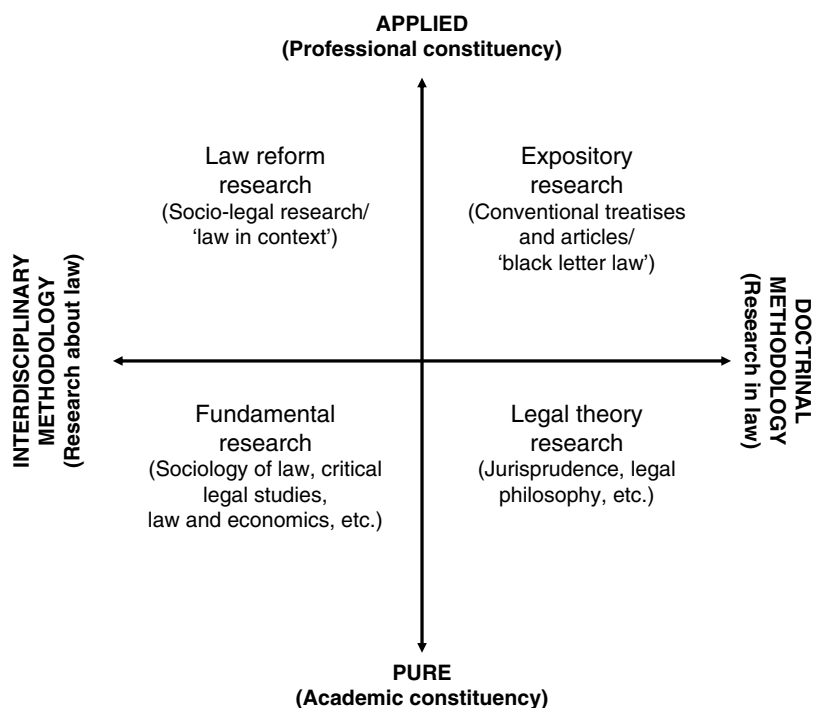 APPLIED
(Professional constituency)
Law reform
research
(Socio-legal research/
‘law in context’)
Expository
research
(Conventional treatises
and articles/
‘black letter law’)
INTERDISCIPLINARY
METHODOLOGY
(Research about law)
DOCTRINAL
METHODOLOGY
(Research in law)
Fundamental
research
(Sociology of law, critical
legal studies,
law and economics, etc.)
Legal theory
research
(Jurisprudence, legal
philosophy, etc.)
PURE
(Academic constituency)